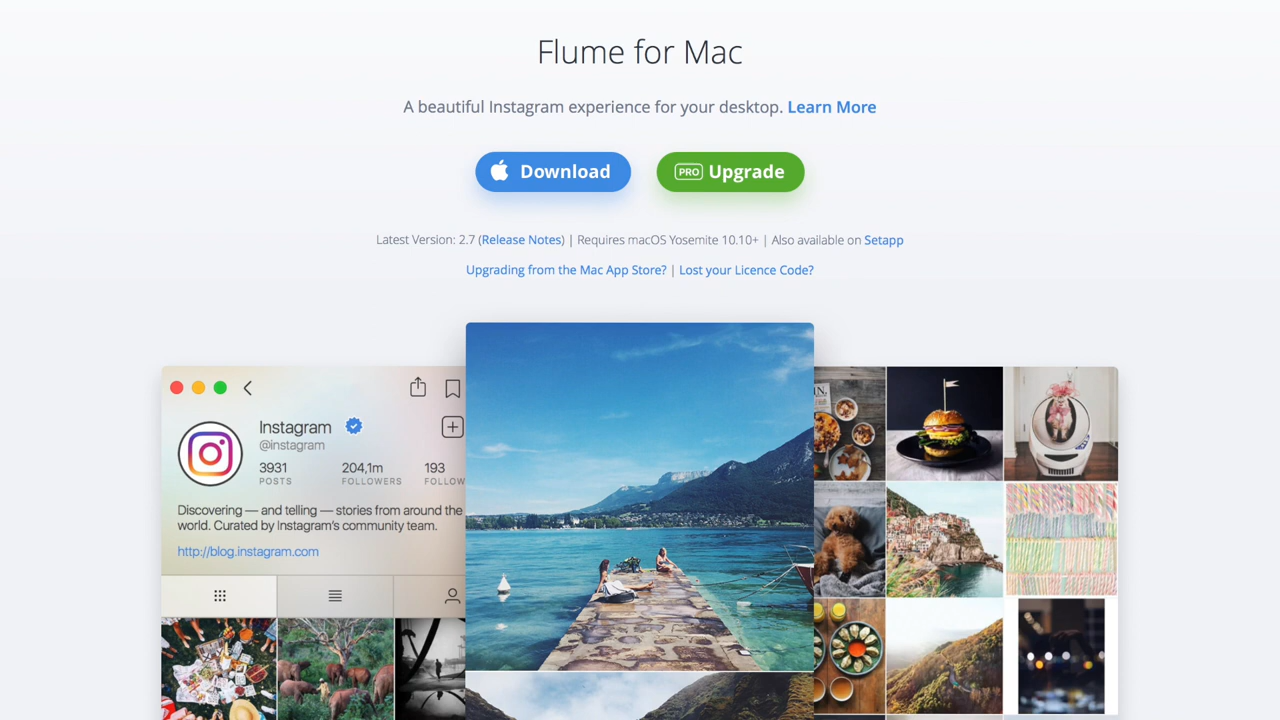 Flume for Mac
A beautiful Instagram experience for your desktop. Learn More
Download
PRO Upgrade
Latest Version: 2.7 (Release Notes) | Requires macOS Yosemite 10.10+ | Also available on Setapp
Upgrading from the Mac App Store? | Lost your Licence Code?
Instagram
@instagram
3931 204,1m 193
POSTS FOLLOWERS FOLLOW
Discovering — and telling — stories from around the
world. Curated by Instagram's community team.
http://blog.instagram.com
IN.